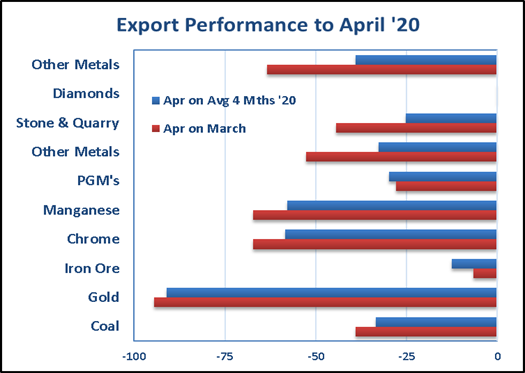 Export Performance to April '20
Other Metals
Diamonds
Apr on Avg 4 Mths '20
Stone & Quarry
Apr on March
Other Metals
PGM's
Manganese
Chrome
Iron Ore
Gold
Coal
-100 -75 -50 -25 0